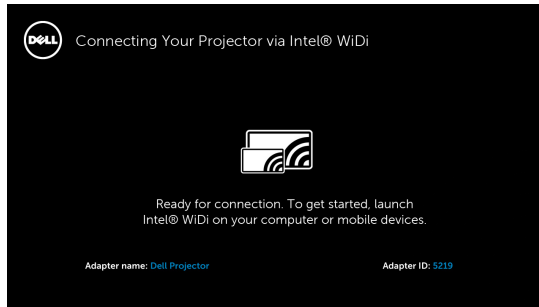 DELL
Connecting Your Projector via Intel® WiDi
Ready for connection. To get started, launch
Intel® WiDi on your computer or mobile devices.
Adapter name: Dell Projector
Adapter ID: 5219